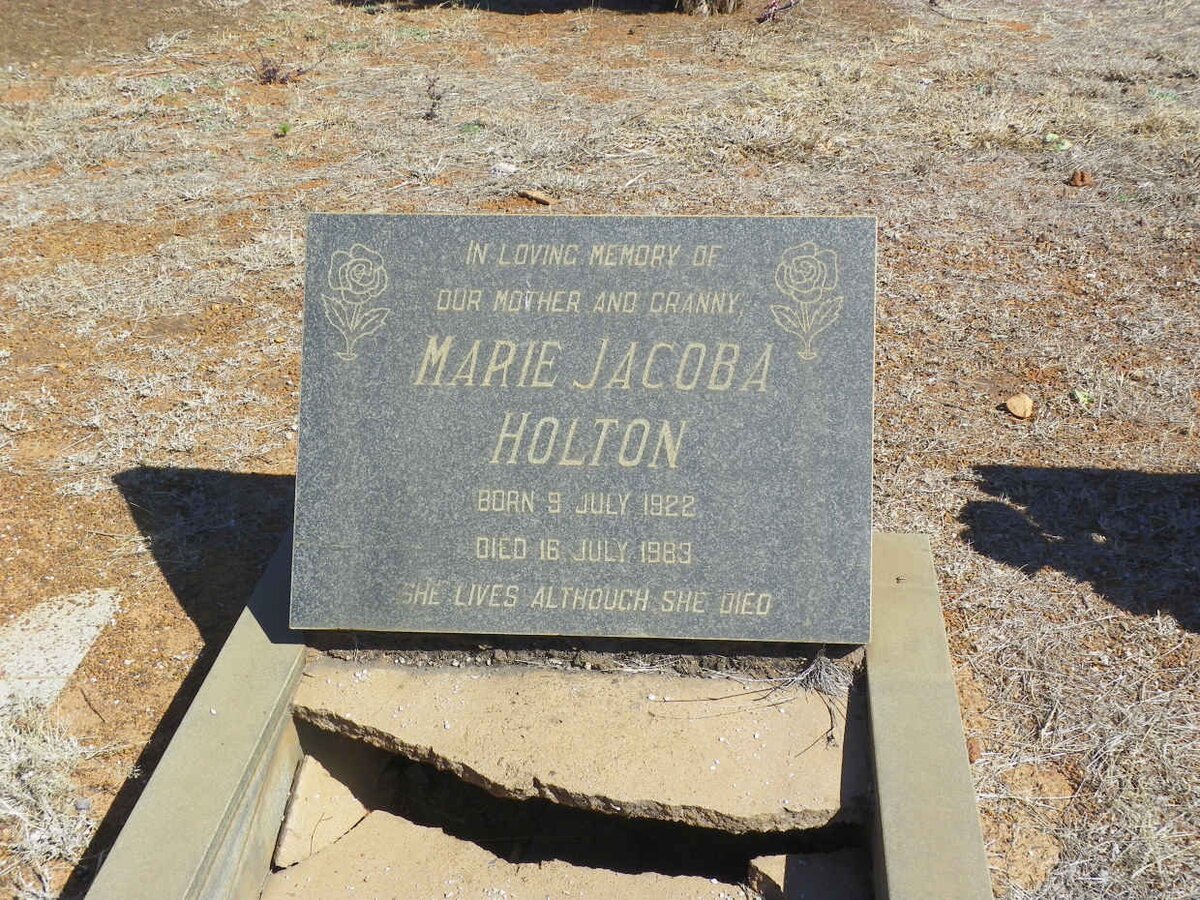 IN LOVING MEMORY OF
OUR MOTHER AND GRANNY,
MARIE JACOBA
HOLTON
BORN 9 JULY 1922
DIED 16 JULY 1983
SHE LIVES ALTHOUGH SHE DIED